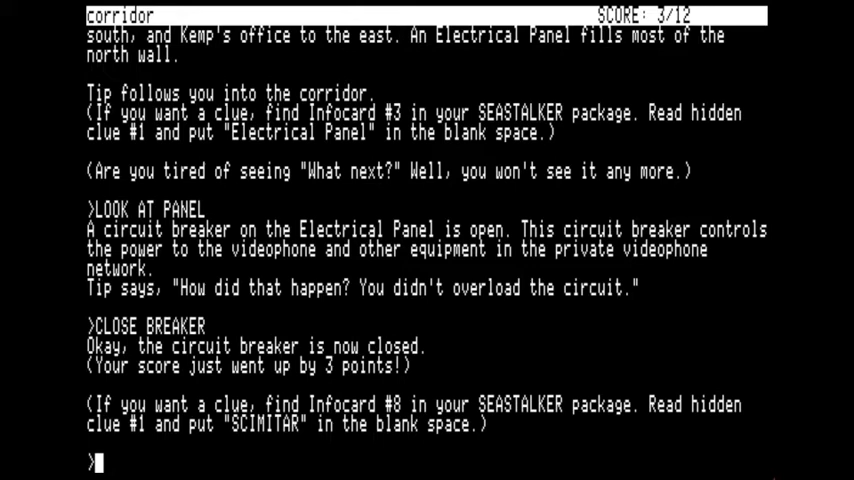 corridor SCORE: 3/12
south, and Kemp's office to the east. An Electrical Panel fills most of the
north wall.
Tip follows you into the corridor.
(If you want a clue, find Infocard #3 in your SEASTALKER package. Read hidden
clue #1 and put "Electrical Panel" in the blank space.)
(Are you tired of seeing "What next?" Well, you won't see it any more.)
>LOOK AT PANEL
A circuit breaker on the Electrical Panel is open. This circuit breaker controls
the power to the videophone and other equipment in the private videophone
network.
Tip says, "How did that happen? You didn't overload the circuit."
>CLOSE BREAKER
Okay, the circuit breaker is now closed.
(Your score just went up by 3 points!)
(If you want a clue, find Infocard #8 in your SEASTALKER package. Read hidden
clue #1 and put "SCIMITAR" in the blank space.)
>